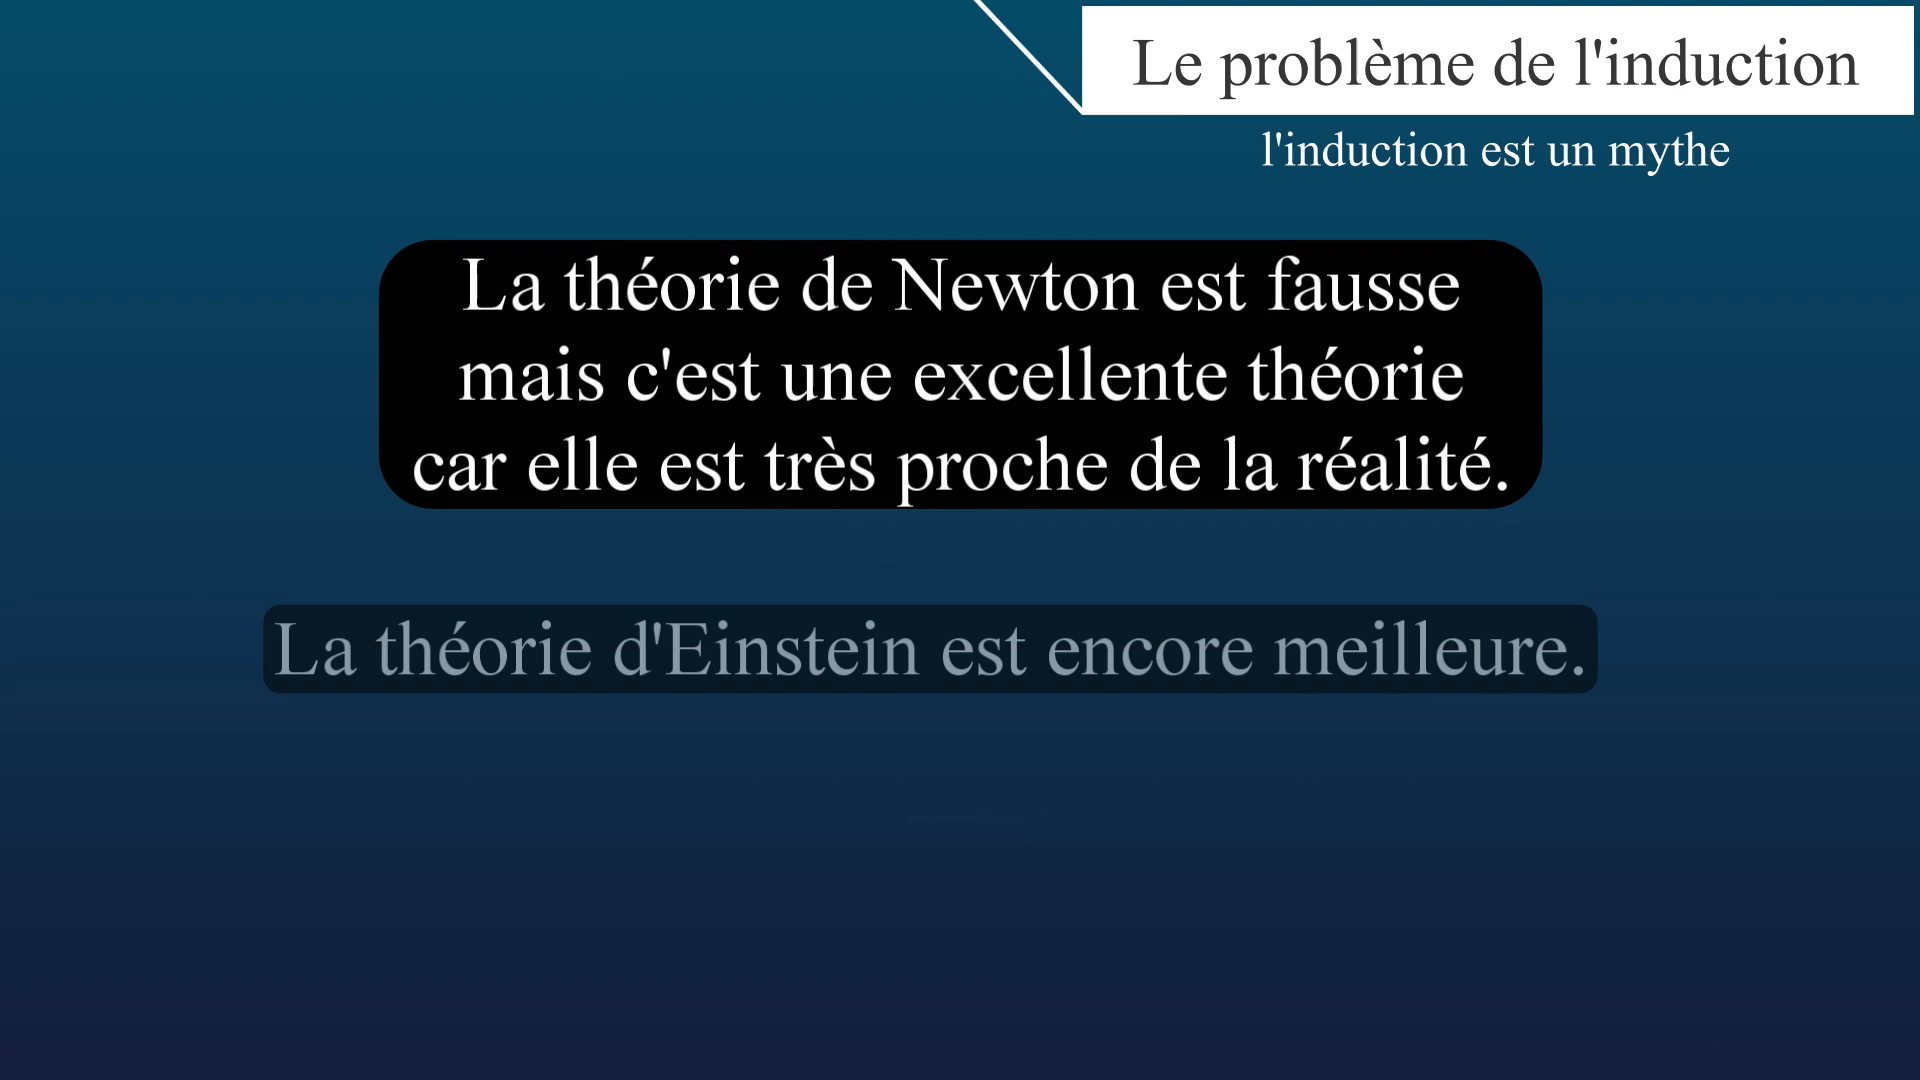 Le problème de l'induction
l'induction est un mythe
La théorie de Newton est fausse
mais c'est une excellente théorie
car elle est très proche de la réalité.
La théorie d'Einstein est encore meilleure.